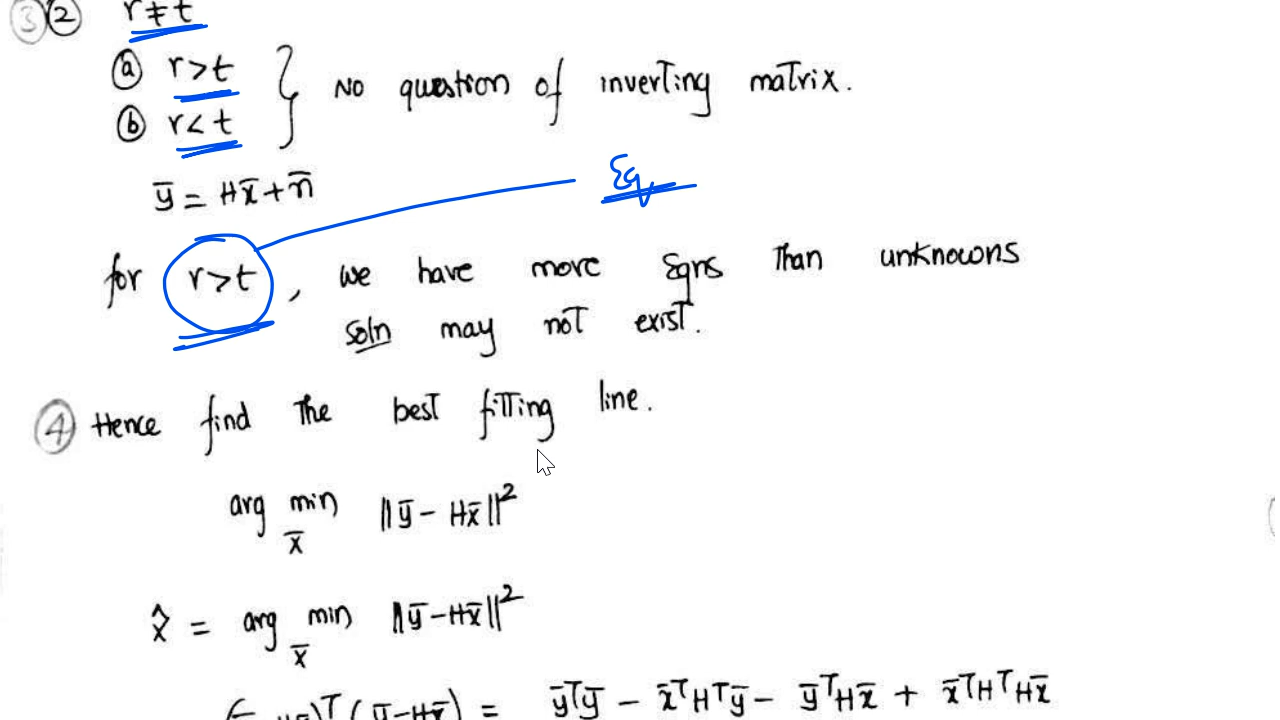 ③② r≠t
ⓐ r>t
No question of inverting matrix.
ⓑ r<t
ȳ = Hx̄ + n̄
Eq
for r>t, we have more Eqns Than unknowns
soln may not exist.
④ Hence find the best fitting line.
arg min ||ȳ - Hx̄||²
x̄
x̂ = arg min ||ȳ - Hx̄||²
x̄
)ᵀ(ȳ-Hx̄) = ȳᵀȳ - x̄ᵀHᵀȳ - ȳᵀHx̄ + x̄ᵀHᵀHx̄